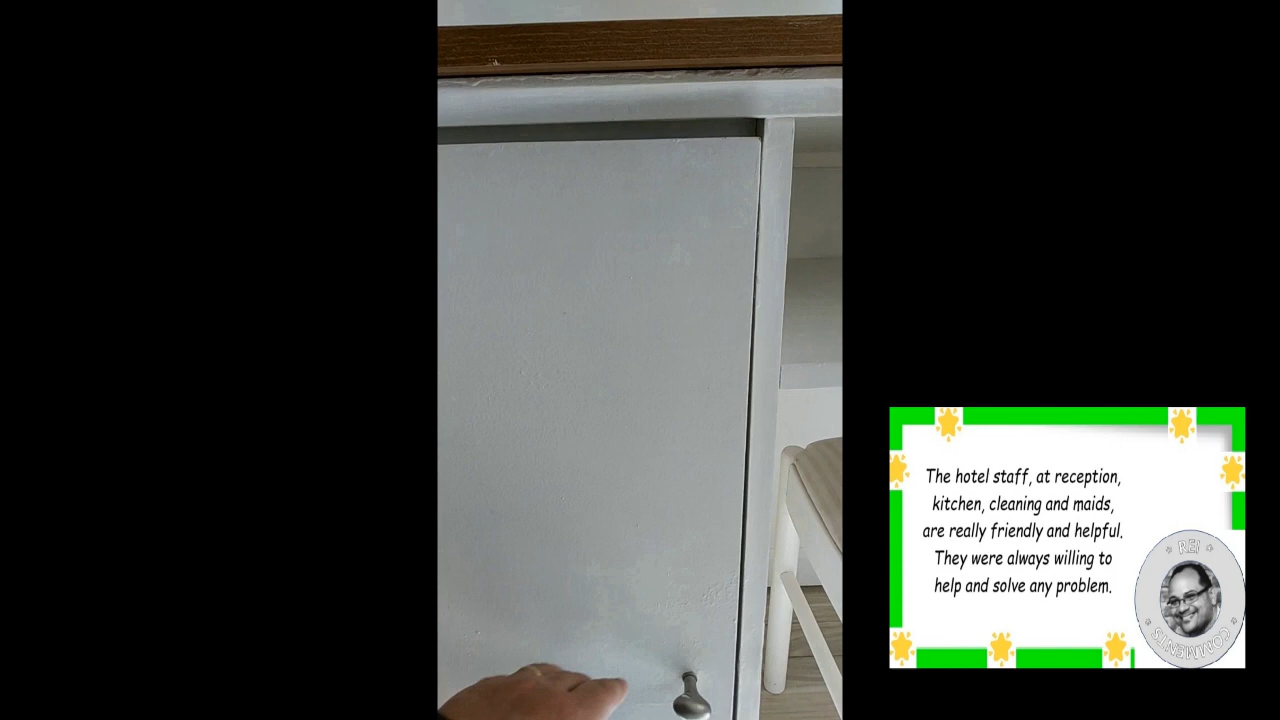 The hotel staff, at reception,
kitchen, cleaning and maids,
are really friendly and helpful.
They were always willing to
help and solve any problem.
REI
COMMENTS